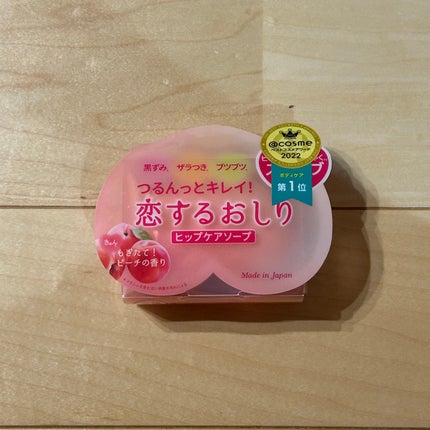 @cosme
ベストコスメアワード
2022
ボディケア
第1位
黒ずみ、ザラつき、ブツブツ
つるんっとキレイ!
恋するおしり
ヒップケアソープ
もぎたて!
ピーチの香り
Made in Japan